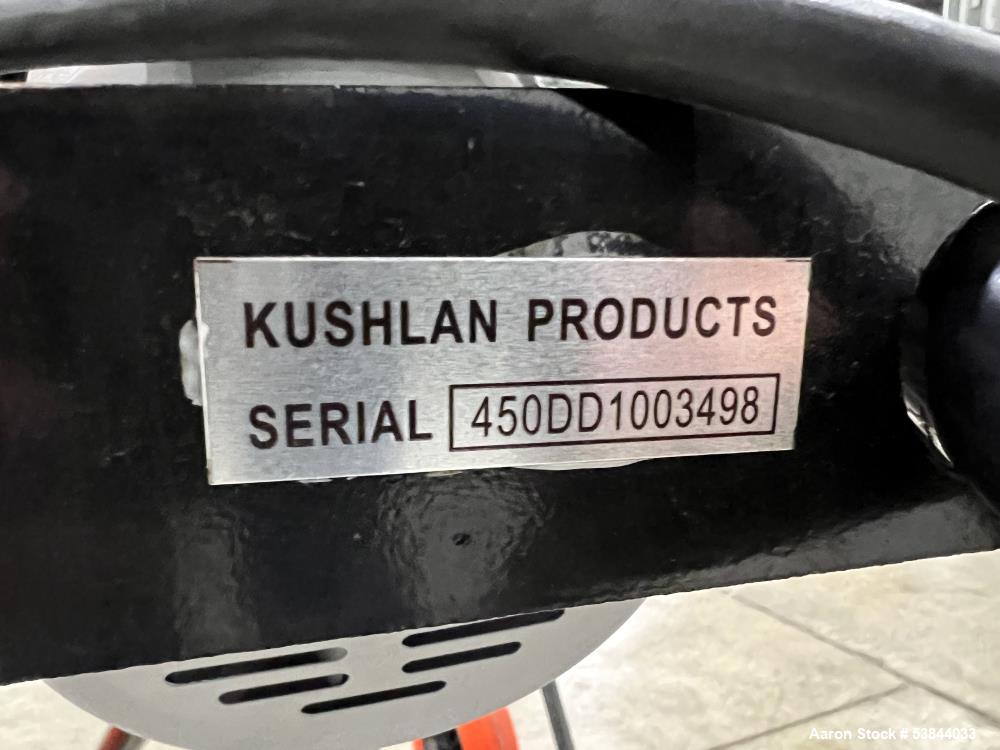 KUSHLAN PRODUCTS
SERIAL 450DD1003498
Aaron Stock # 53844033